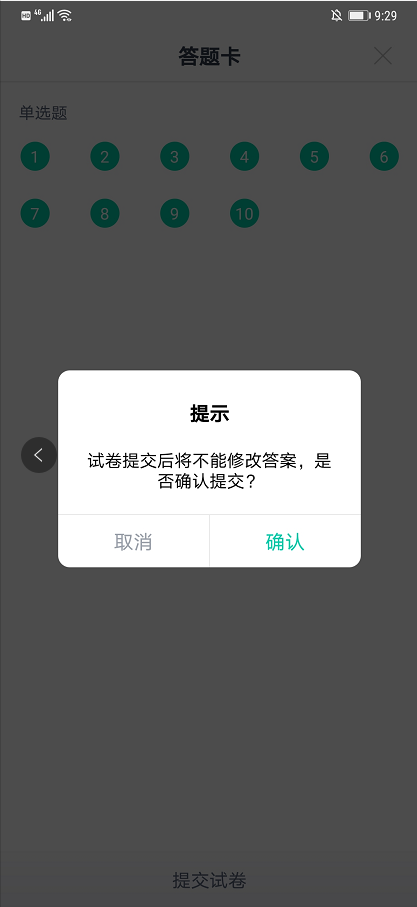 HD 4G 9:29
答题卡
单选题
1 2 3 4 5 6
7 8 9 10
提示
试卷提交后将不能修改答案，是
否确认提交？
取消 确认
提交试卷